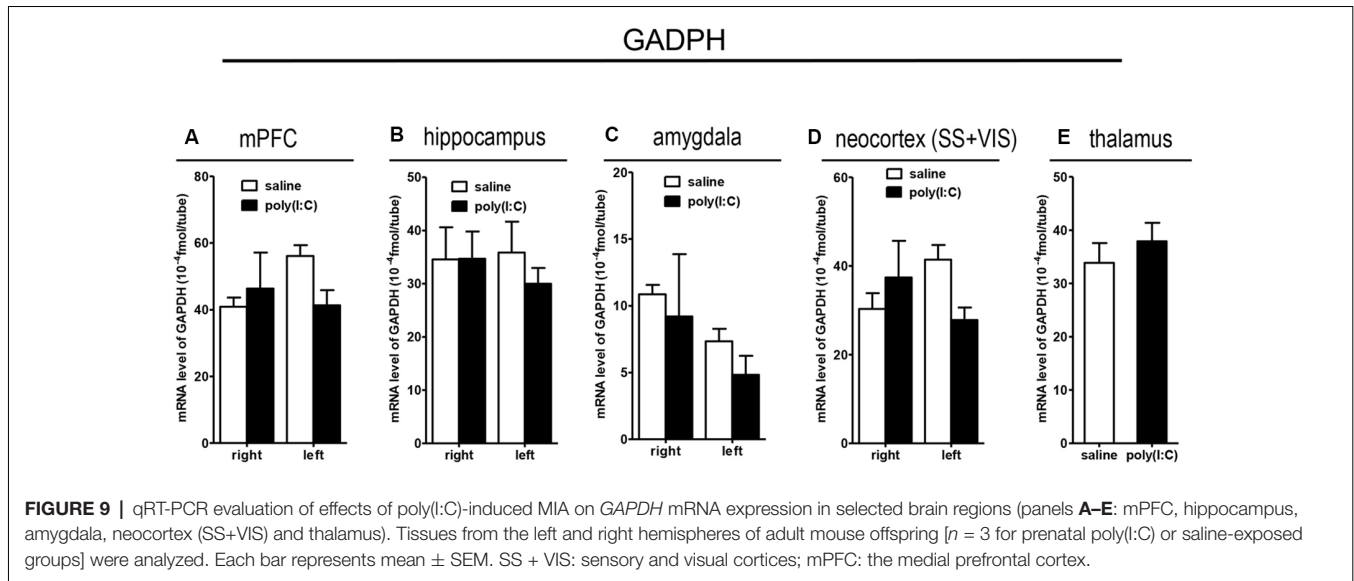 GADPH
A mPFC
B hippocampus
C amygdala
D neocortex (SS+VIS)
E thalamus
mRNA level of GAPDH (10⁻⁴fmol/tube)
80
60
40
20
0
saline
poly(I:C)
right left
mRNA level of GAPDH (10⁻⁴fmol/tube)
50
40
30
20
10
0
saline
poly(I:C)
right left
mRNA level of GAPDH (10⁻⁴fmol/tube)
20
15
10
5
0
saline
poly(I:C)
right left
mRNA level of GAPDH (10⁻⁴fmol/tube)
60
40
20
0
saline
poly(I:C)
right left
mRNA level of GAPDH (10⁻⁴fmol/tube)
50
40
30
20
10
0
saline poly(I:C)
FIGURE 9 | qRT-PCR evaluation of effects of poly(I:C)-induced MIA on GAPDH mRNA expression in selected brain regions (panels A–E: mPFC, hippocampus,
amygdala, neocortex (SS+VIS) and thalamus). Tissues from the left and right hemispheres of adult mouse offspring [n = 3 for prenatal poly(I:C) or saline-exposed
groups] were analyzed. Each bar represents mean ± SEM. SS + VIS: sensory and visual cortices; mPFC: the medial prefrontal cortex.